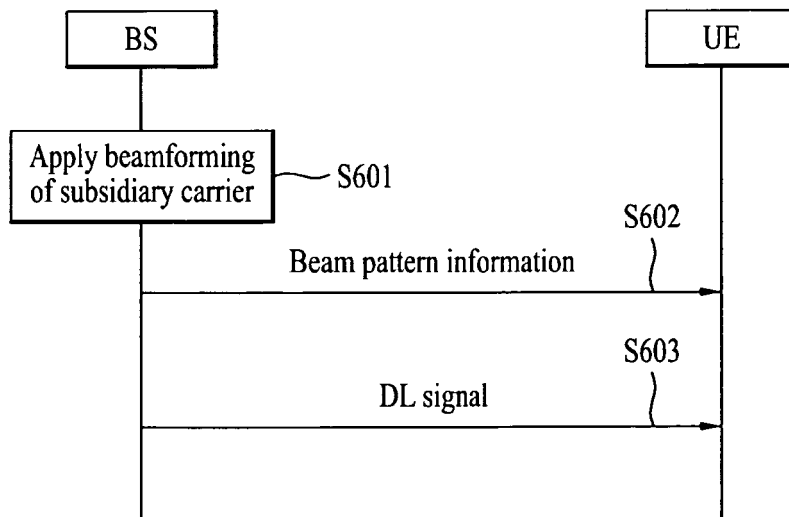 BS
UE
Apply beamforming
of subsidiary carrier
S601
S602
Beam pattern information
S603
DL signal